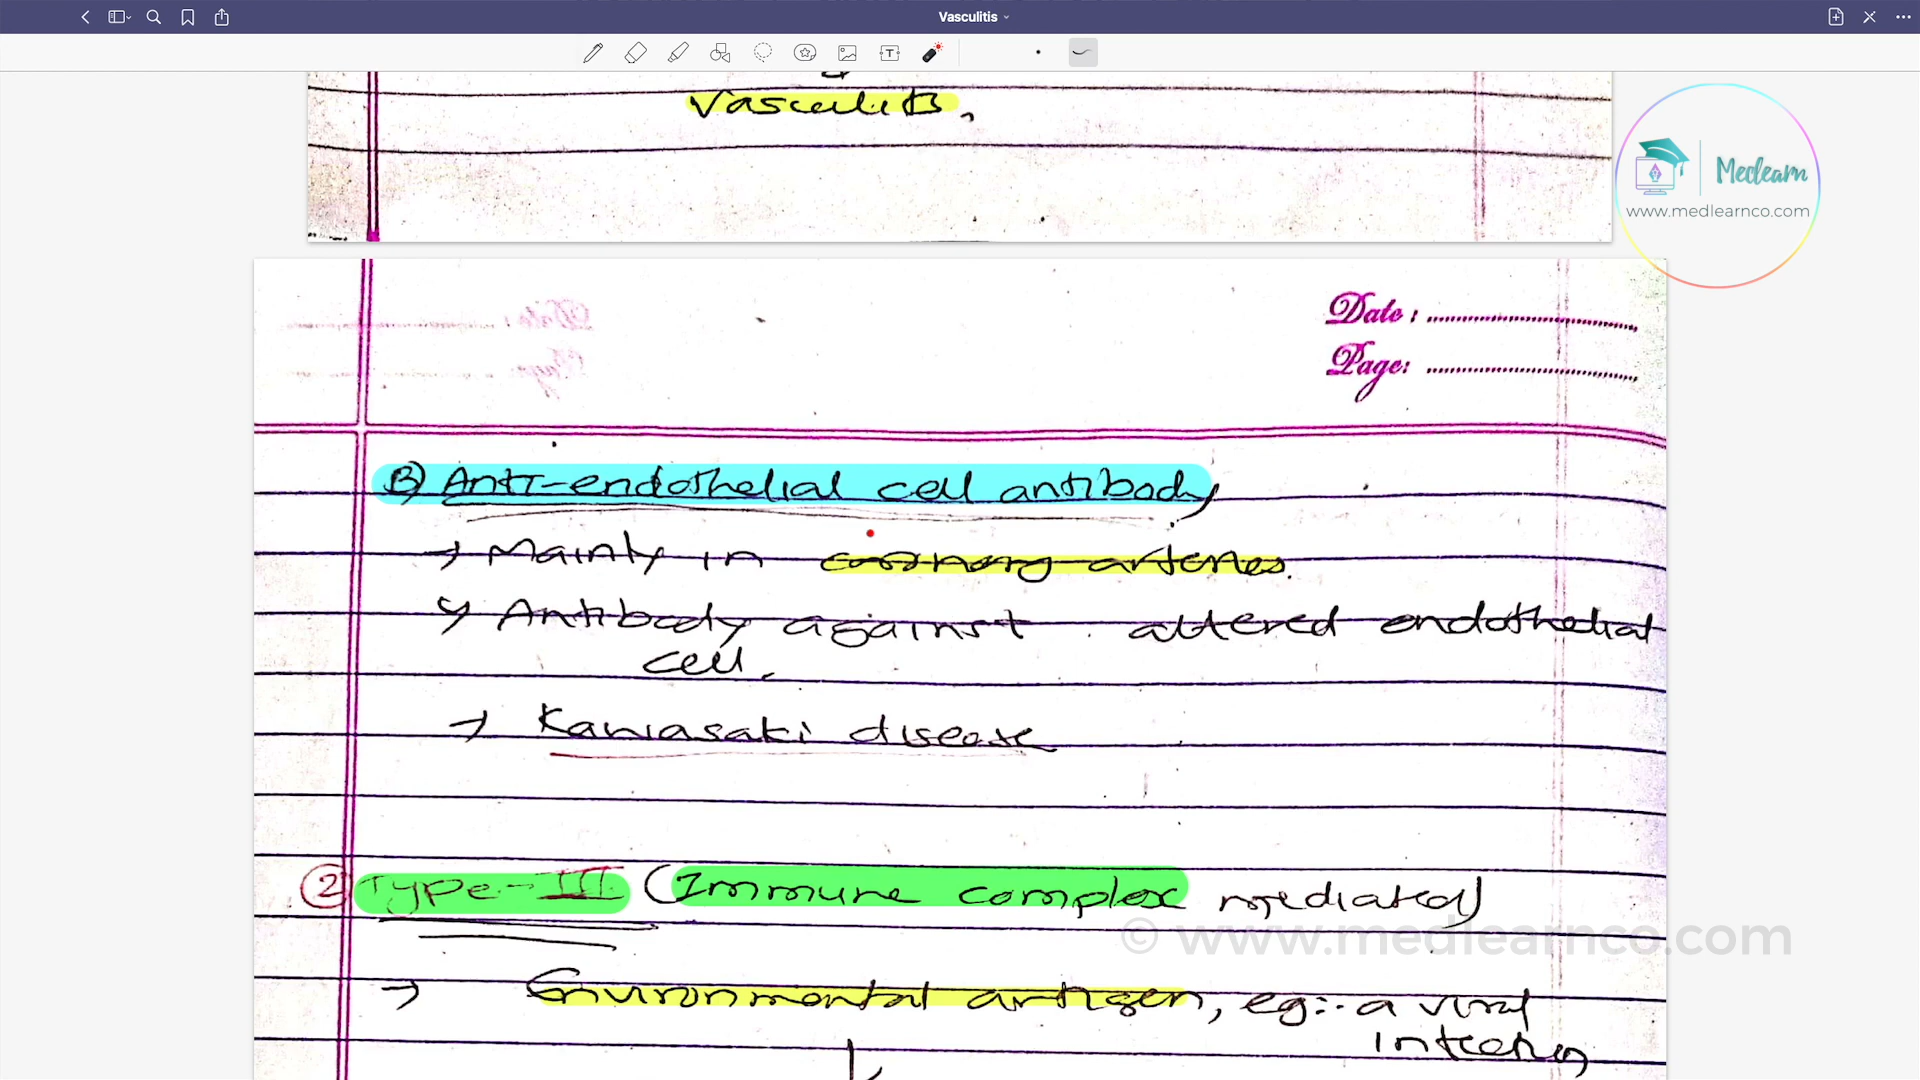 Vasculitis
Vasculitis,
Medlearn
www.medlearnco.com
Date :
Page:
B) Anti-endothelial cell antibody
→ Mainly in coronary arteries.
↳ Antibody against altered endothelial
cell.
→ Kawasaki disease
② Type-III (Immune complex mediated)
© www.medlearnco.com
→ Environmental antigen, eg:- a viral
infection